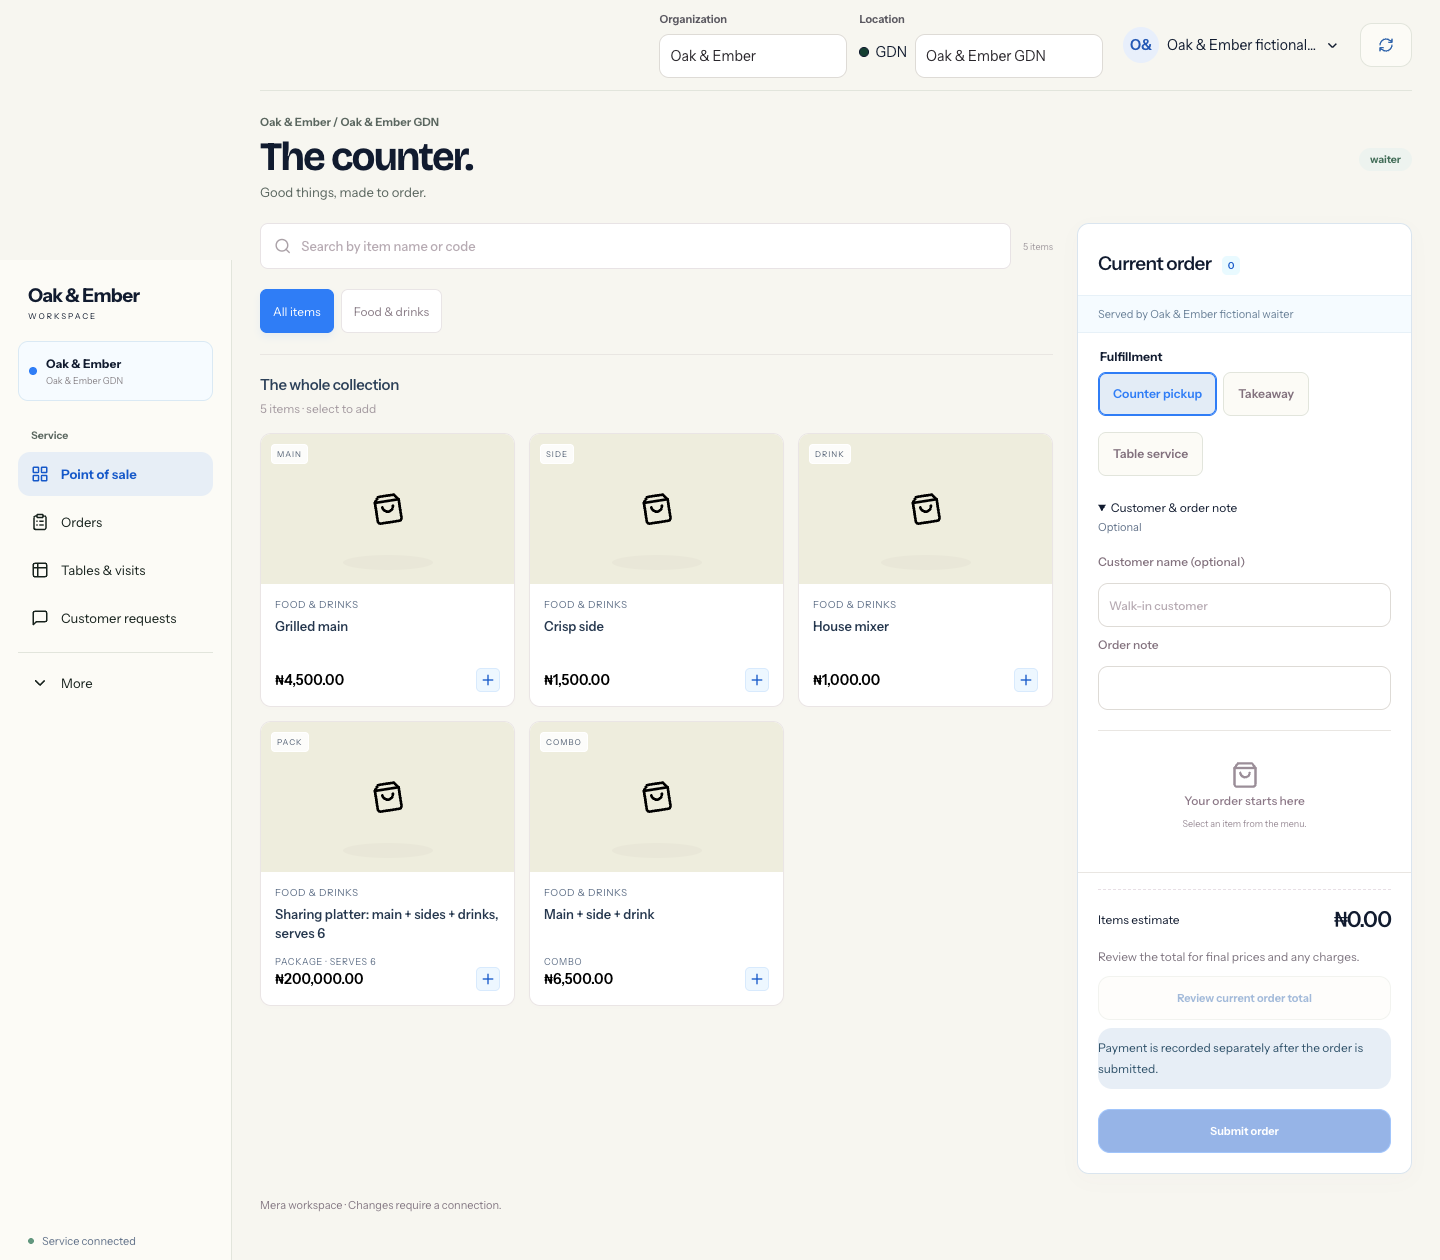 Organization
Location
Oak & Ember
GDN
Oak & Ember GDN
O&
Oak & Ember fictional...
Oak & Ember / Oak & Ember GDN
The counter.
Good things, made to order.
waiter
Search by item name or code
5 items
All items
Food & drinks
The whole collection
5 items · select to add
MAIN
FOOD & DRINKS
Grilled main
₦4,500.00
SIDE
FOOD & DRINKS
Crisp side
₦1,500.00
DRINK
FOOD & DRINKS
House mixer
₦1,000.00
PACK
FOOD & DRINKS
Sharing platter: main + sides + drinks,
serves 6
PACKAGE · SERVES 6
₦200,000.00
COMBO
FOOD & DRINKS
Main + side + drink
COMBO
₦6,500.00
Current order
0
Served by Oak & Ember fictional waiter
Fulfillment
Counter pickup
Takeaway
Table service
Customer & order note
Optional
Customer name (optional)
Walk-in customer
Order note
Your order starts here
Select an item from the menu.
Items estimate
₦0.00
Review the total for final prices and any charges.
Review current order total
Payment is recorded separately after the order is
submitted.
Submit order
Oak & Ember
WORKSPACE
Oak & Ember
Oak & Ember GDN
Service
Point of sale
Orders
Tables & visits
Customer requests
More
Service connected
Mera workspace · Changes require a connection.